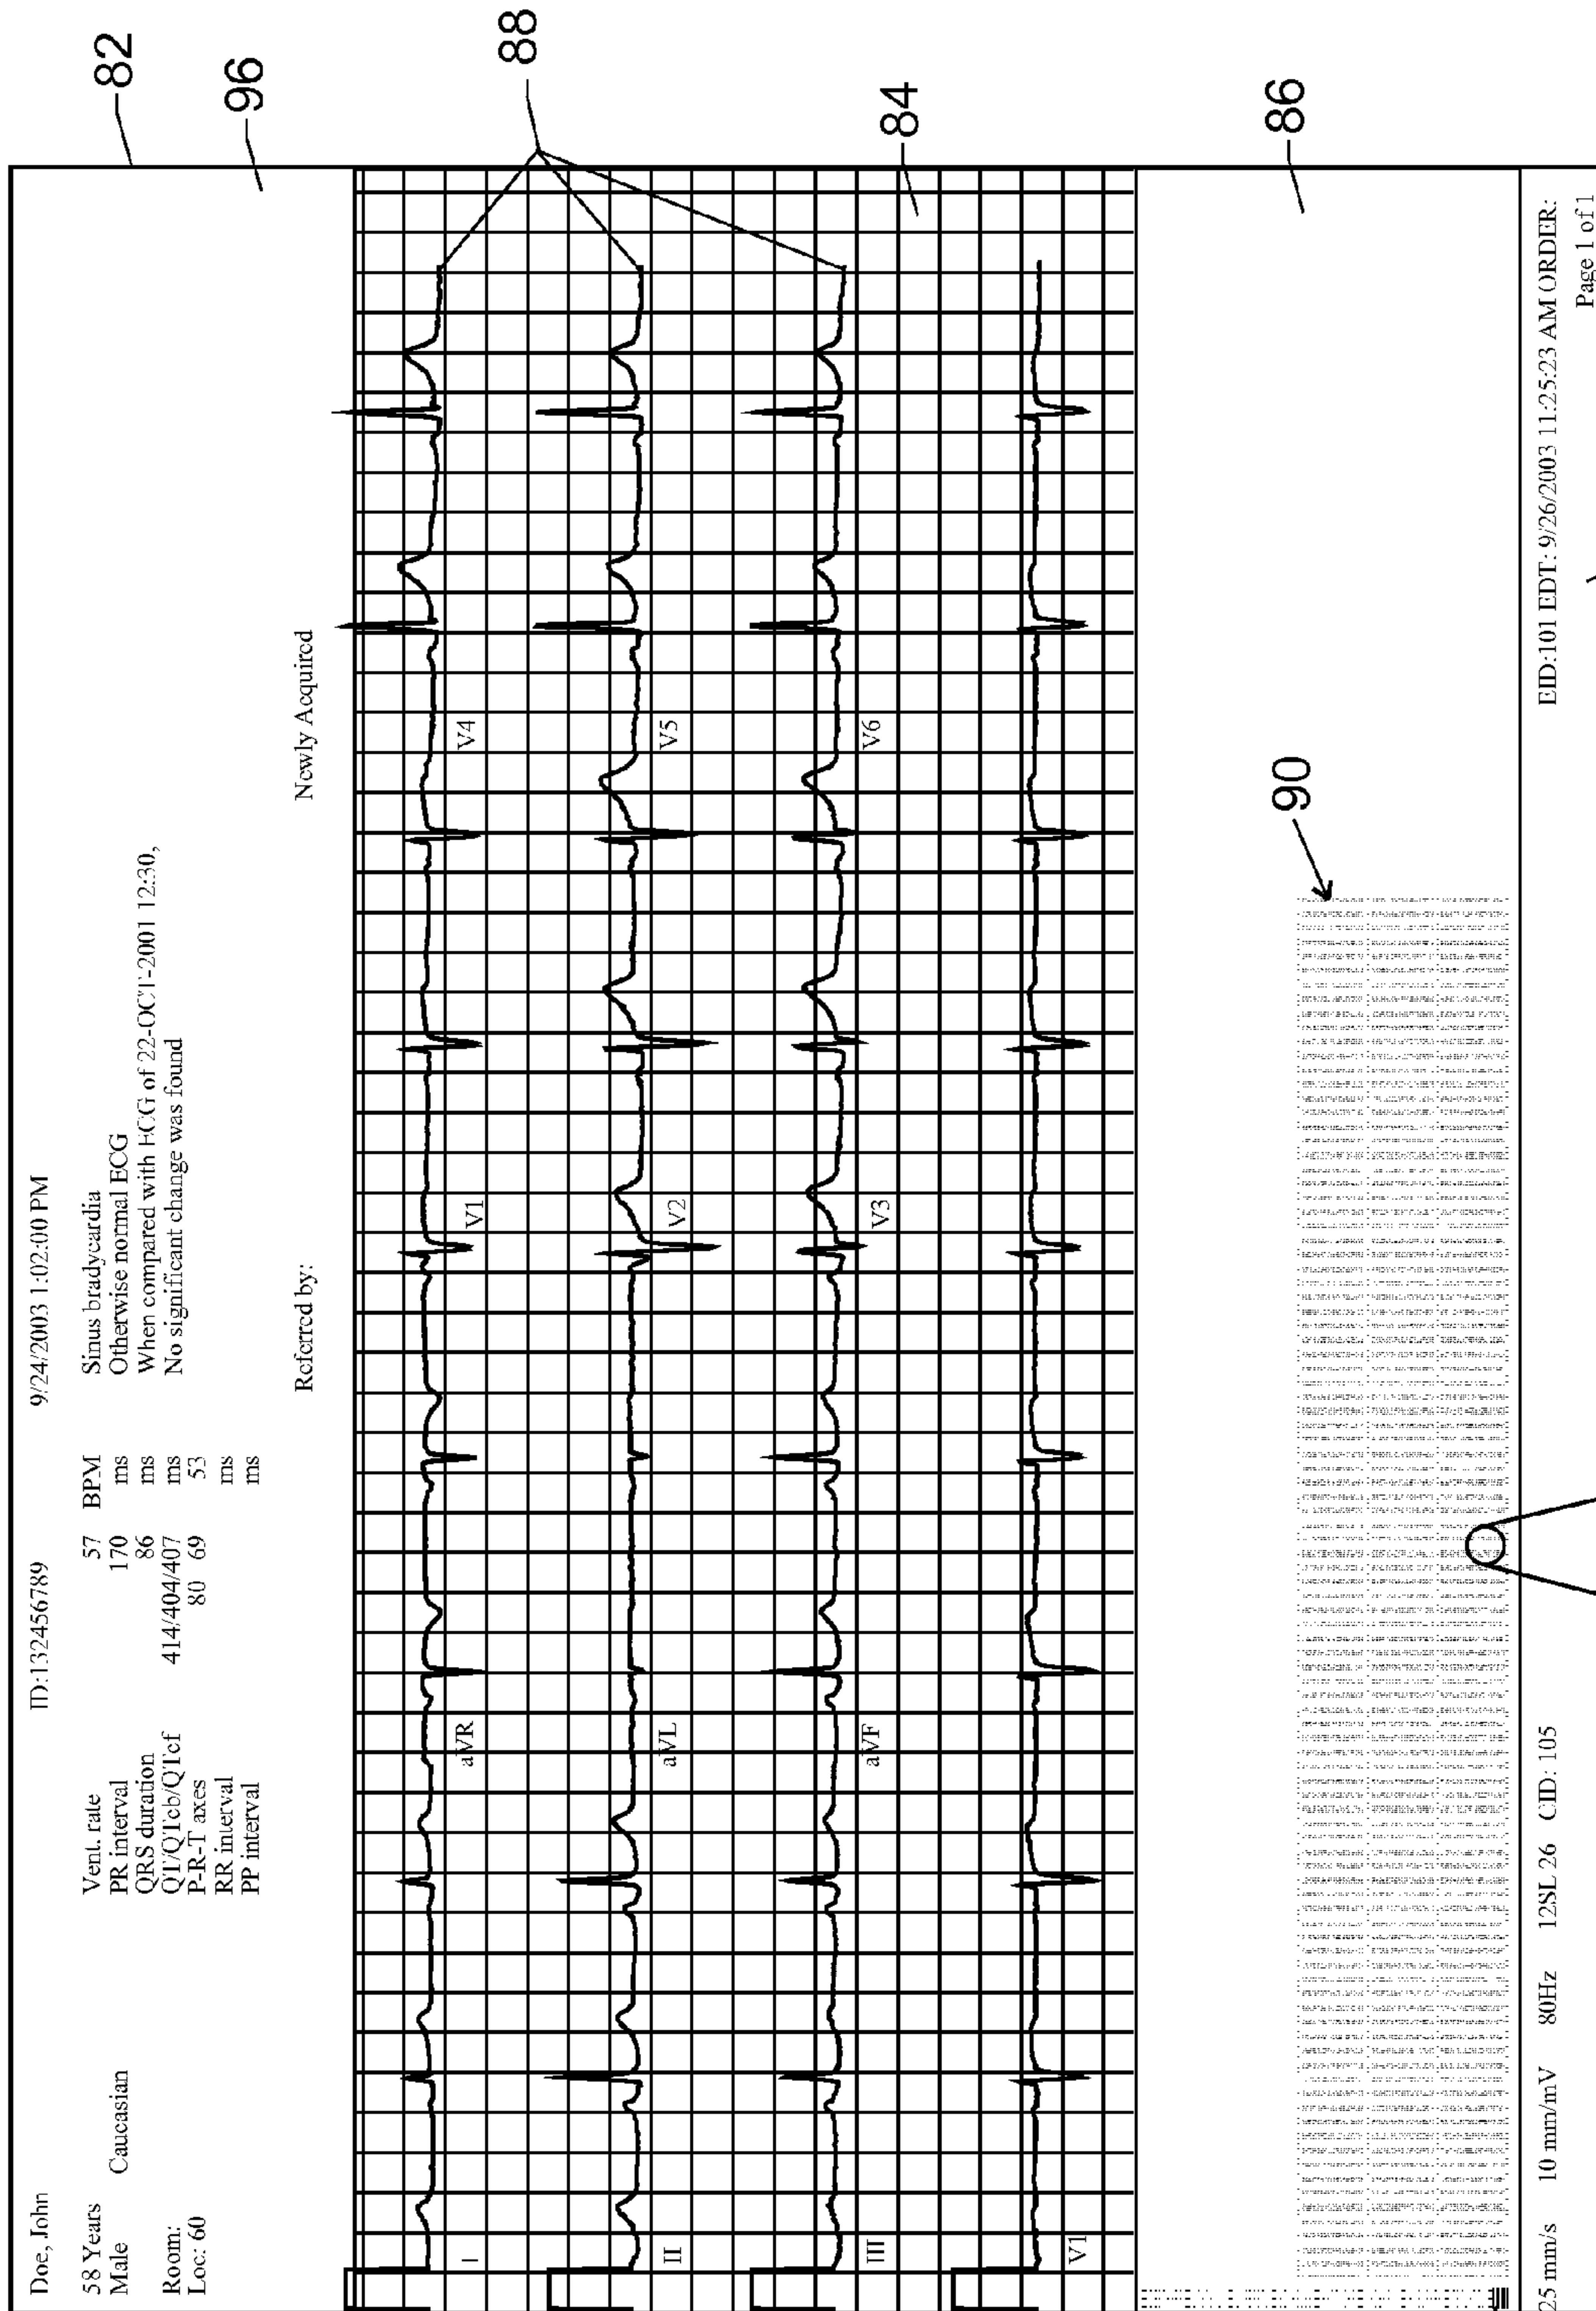 82
96
88
84
86
90
Doe, John
ID:132456789
9/24/2003 1:02:00 PM
58 Years
Male Caucasian
Room:
Loc: 60
Vent. rate 57 BPM
PR interval 170 ms
QRS duration 86 ms
QT/QTcb/QTcf 414/404/407 ms
P-R-T axes 80 69 53
RR interval ms
PP interval ms
Sinus bradycardia
Otherwise normal ECG
When compared with ECG of 22-OCT-2001 12:30,
No significant change was found
Referred by:
Newly Acquired
I aVR V1 V4
II aVL V2 V5
III aVF V3 V6
V1
25 mm/s 10 mm/mV 80Hz 12SL 26 CID: 105 EID:101 EDT: 9/26/2003 11:25:23 AM ORDER:
Page 1 of 1